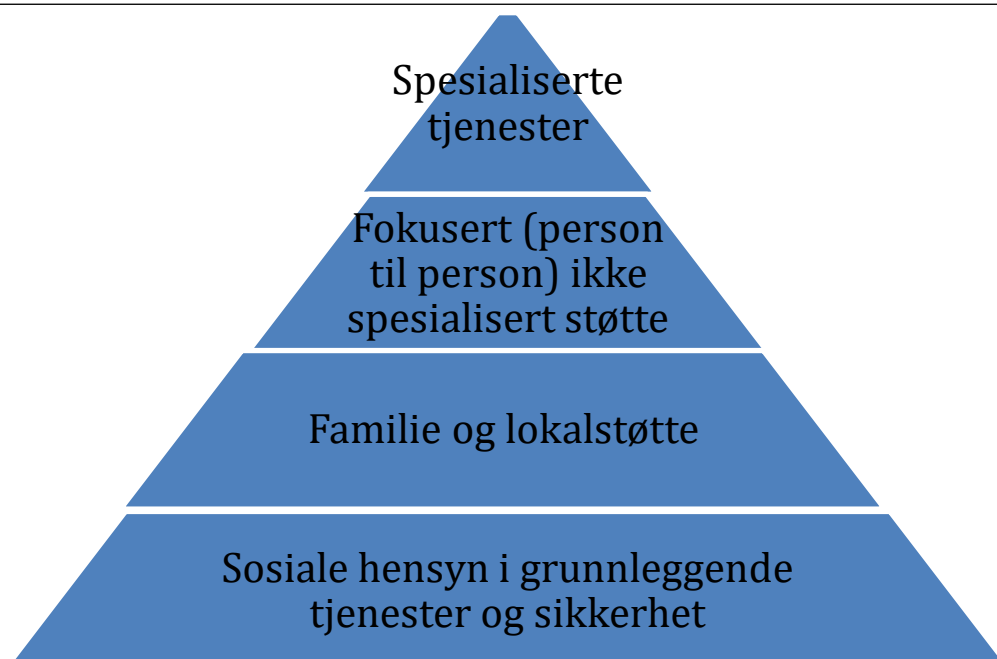 Spesialiserte
tjenester
Fokusert (person
til person) ikke
spesialisert støtte
Familie og lokalstøtte
Sosiale hensyn i grunnleggende
tjenester og sikkerhet